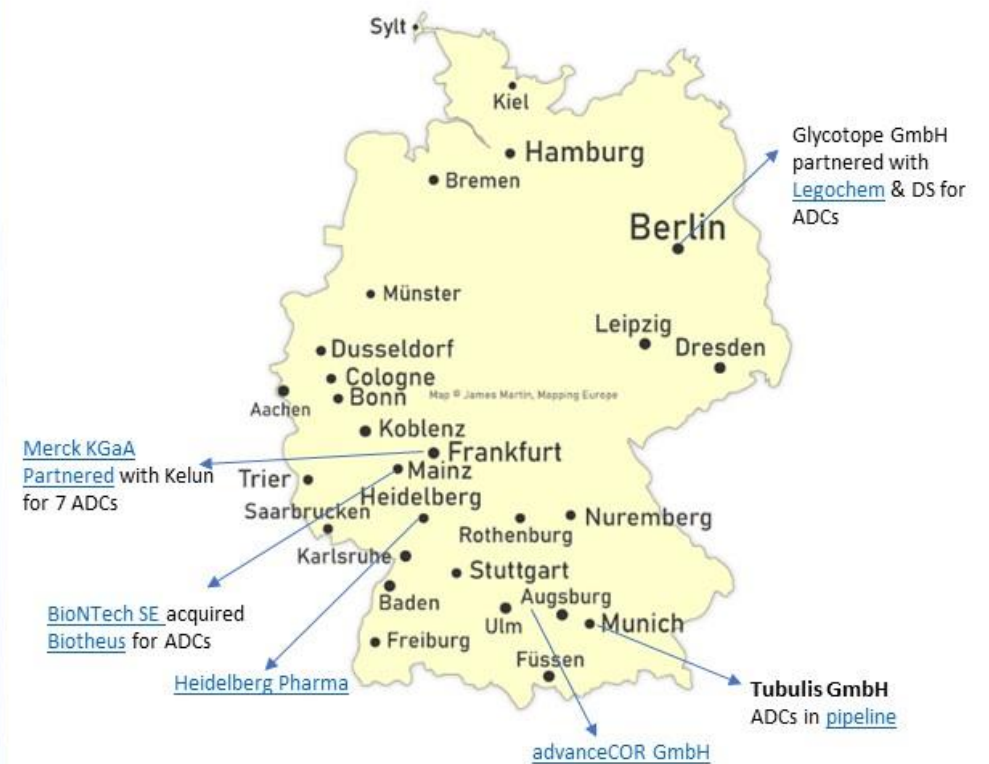 Sylt
Kiel
Hamburg
Bremen
Glycotope GmbH
partnered with
Legochem & DS for
ADCs
Berlin
Münster
Leipzig
Dusseldorf
Dresden
Cologne
Bonn
Map © James Martin, Mapping Europe
Aachen
Koblenz
Merck KGaA
Partnered with Kelun
for 7 ADCs
Frankfurt
Mainz
Trier
Heidelberg
Saarbrucken
Nuremberg
Rothenburg
Karlsruhe
Stuttgart
Augsburg
Baden
BioNTech SE acquired
Biotheus for ADCs
Ulm
Munich
Freiburg
Füssen
Heidelberg Pharma
Tubulis GmbH
ADCs in pipeline
advanceCOR GmbH